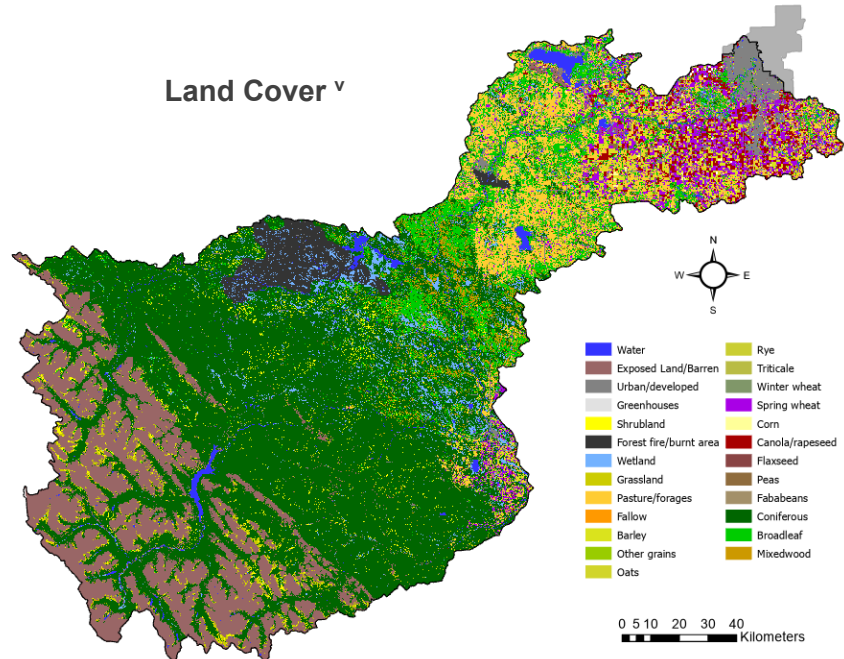 Land Cover ᵛ
N
W E
S
Water
Exposed Land/Barren
Urban/developed
Greenhouses
Shrubland
Forest fire/burnt area
Wetland
Grassland
Pasture/forages
Fallow
Barley
Other grains
Oats
Rye
Triticale
Winter wheat
Spring wheat
Corn
Canola/rapeseed
Flaxseed
Peas
Fababeans
Coniferous
Broadleaf
Mixedwood
0 5 10 20 30 40
Kilometers